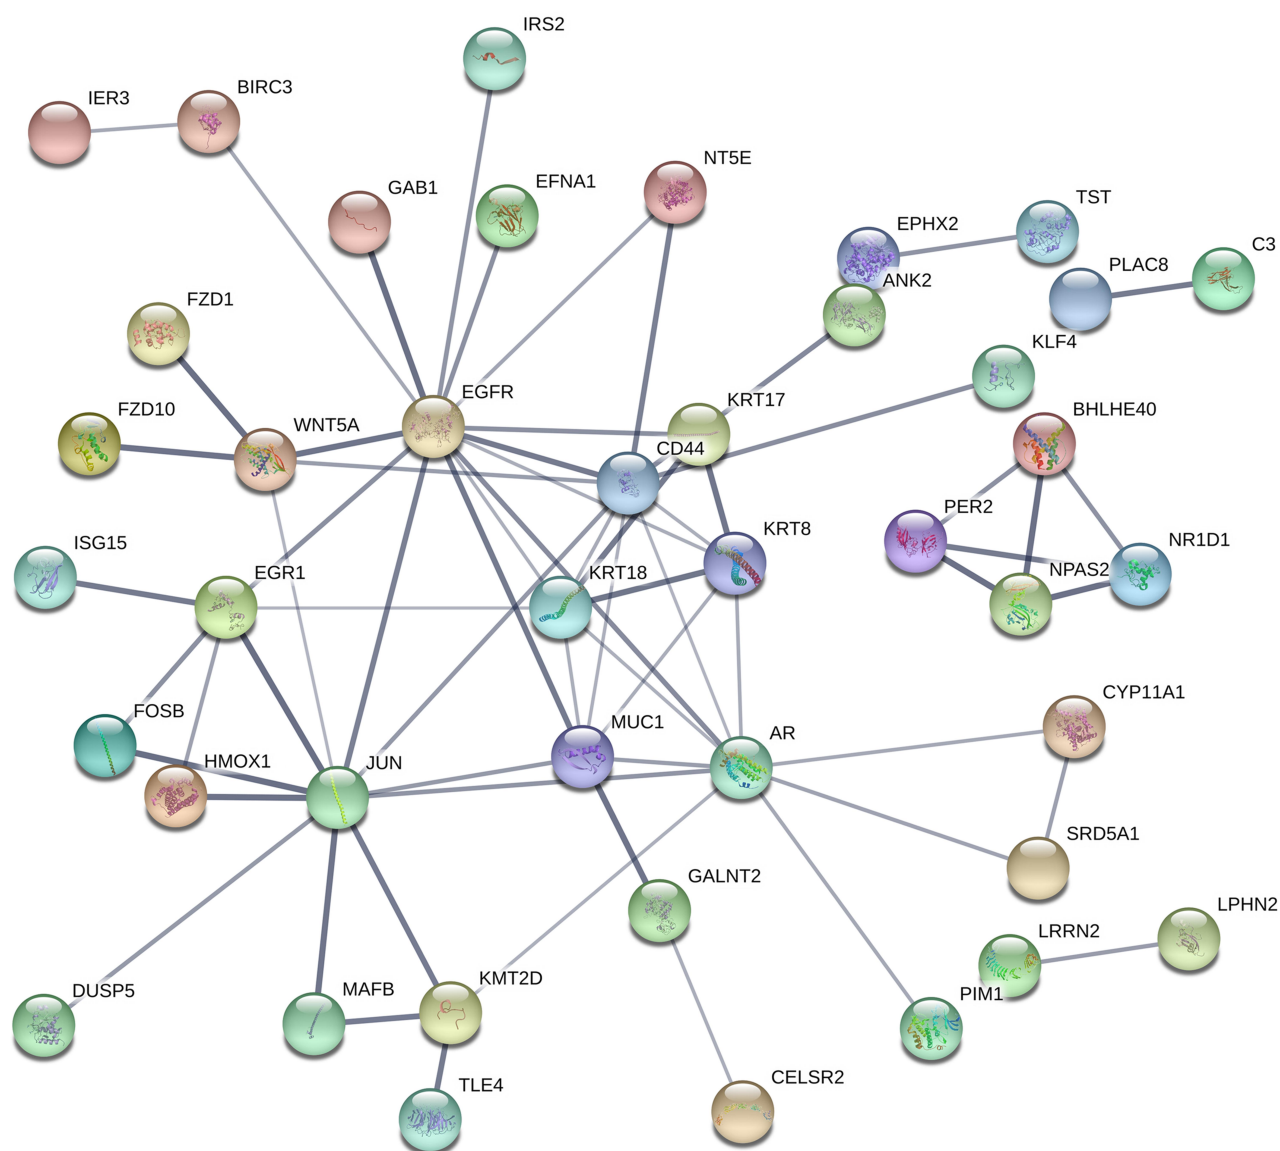 IRS2
BIRC3
IER3
NT5E
GAB1
EFNA1
TST
EPHX2
C3
PLAC8
ANK2
FZD1
KLF4
EGFR
KRT17
FZD10
BHLHE40
WNT5A
CD44
PER2
KRT8
NR1D1
ISG15
NPAS2
EGR1
KRT18
CYP11A1
FOSB
MUC1
AR
HMOX1
JUN
SRD5A1
GALNT2
LPHN2
LRRN2
KMT2D
MAFB
DUSP5
PIM1
CELSR2
TLE4